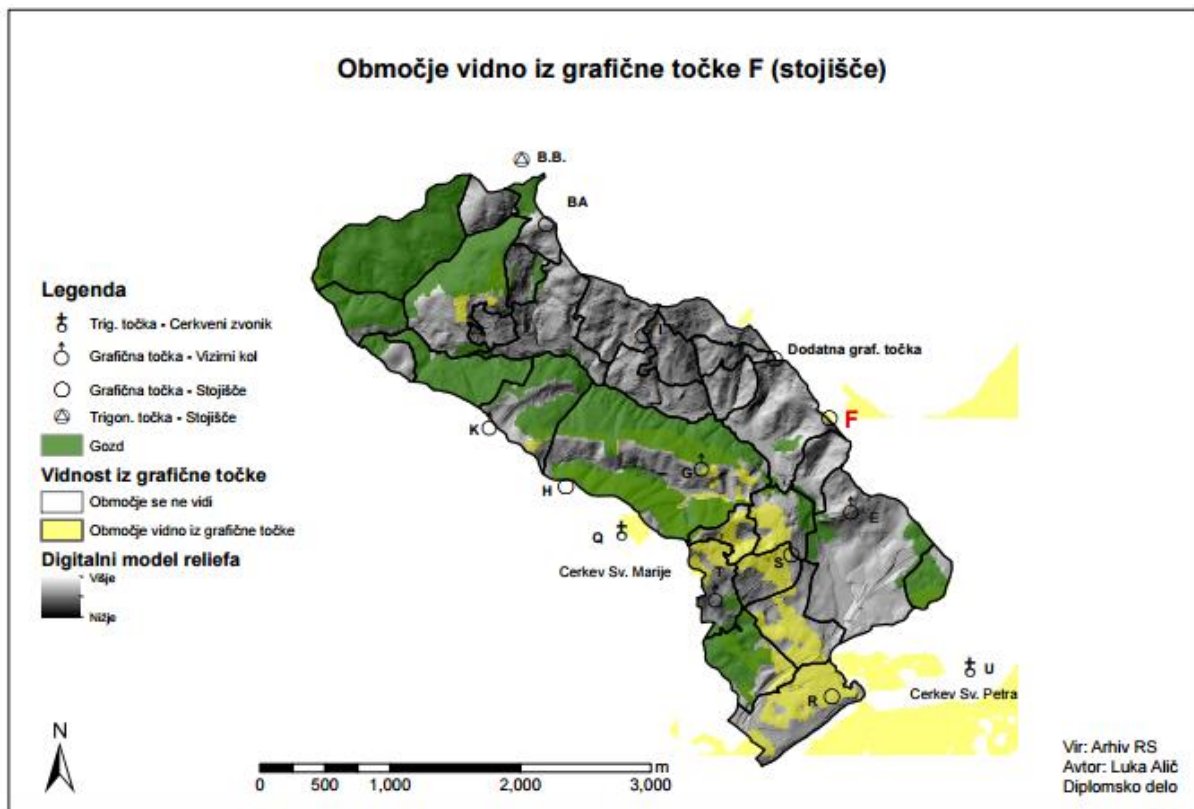 Območje vidno iz grafične točke F (stojišče)
B.B.
BA
I
Dodatna graf. točka
F
K
G
H
E
Q
Cerkev Sv. Marije
T
S
U
Cerkev Sv. Petra
R
Legenda
Trig. točka - Cerkveni zvonik
Grafična točka - Vizirni kol
Grafična točka - Stojišče
Trigon. točka - Stojišče
Gozd
Vidnost iz grafične točke
Območje se ne vidi
Območje vidno iz grafične točke
Digitalni model reliefa
Višje
Nižje
N
0 500 1,000 2,000 3,000 m
Vir: Arhiv RS
Avtor: Luka Alič
Diplomsko delo